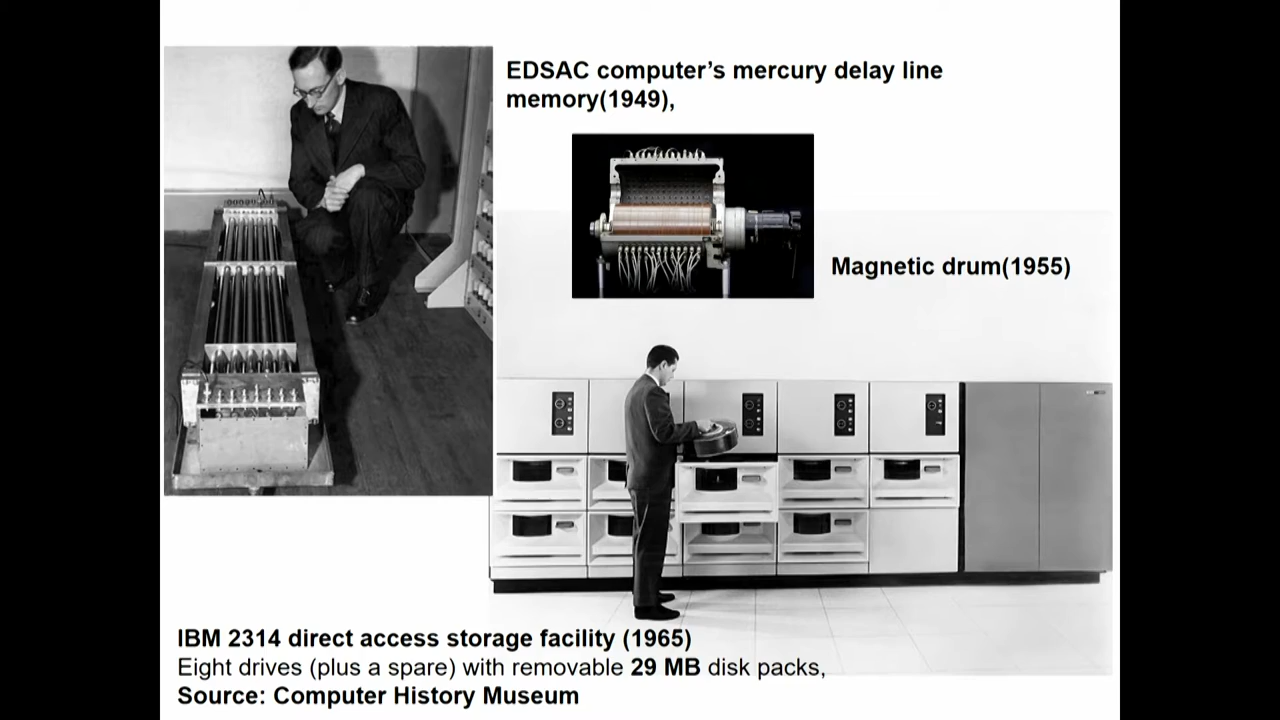 EDSAC computer’s mercury delay line
memory(1949),
Magnetic drum(1955)
IBM 2314 direct access storage facility (1965)
Eight drives (plus a spare) with removable 29 MB disk packs,
Source: Computer History Museum